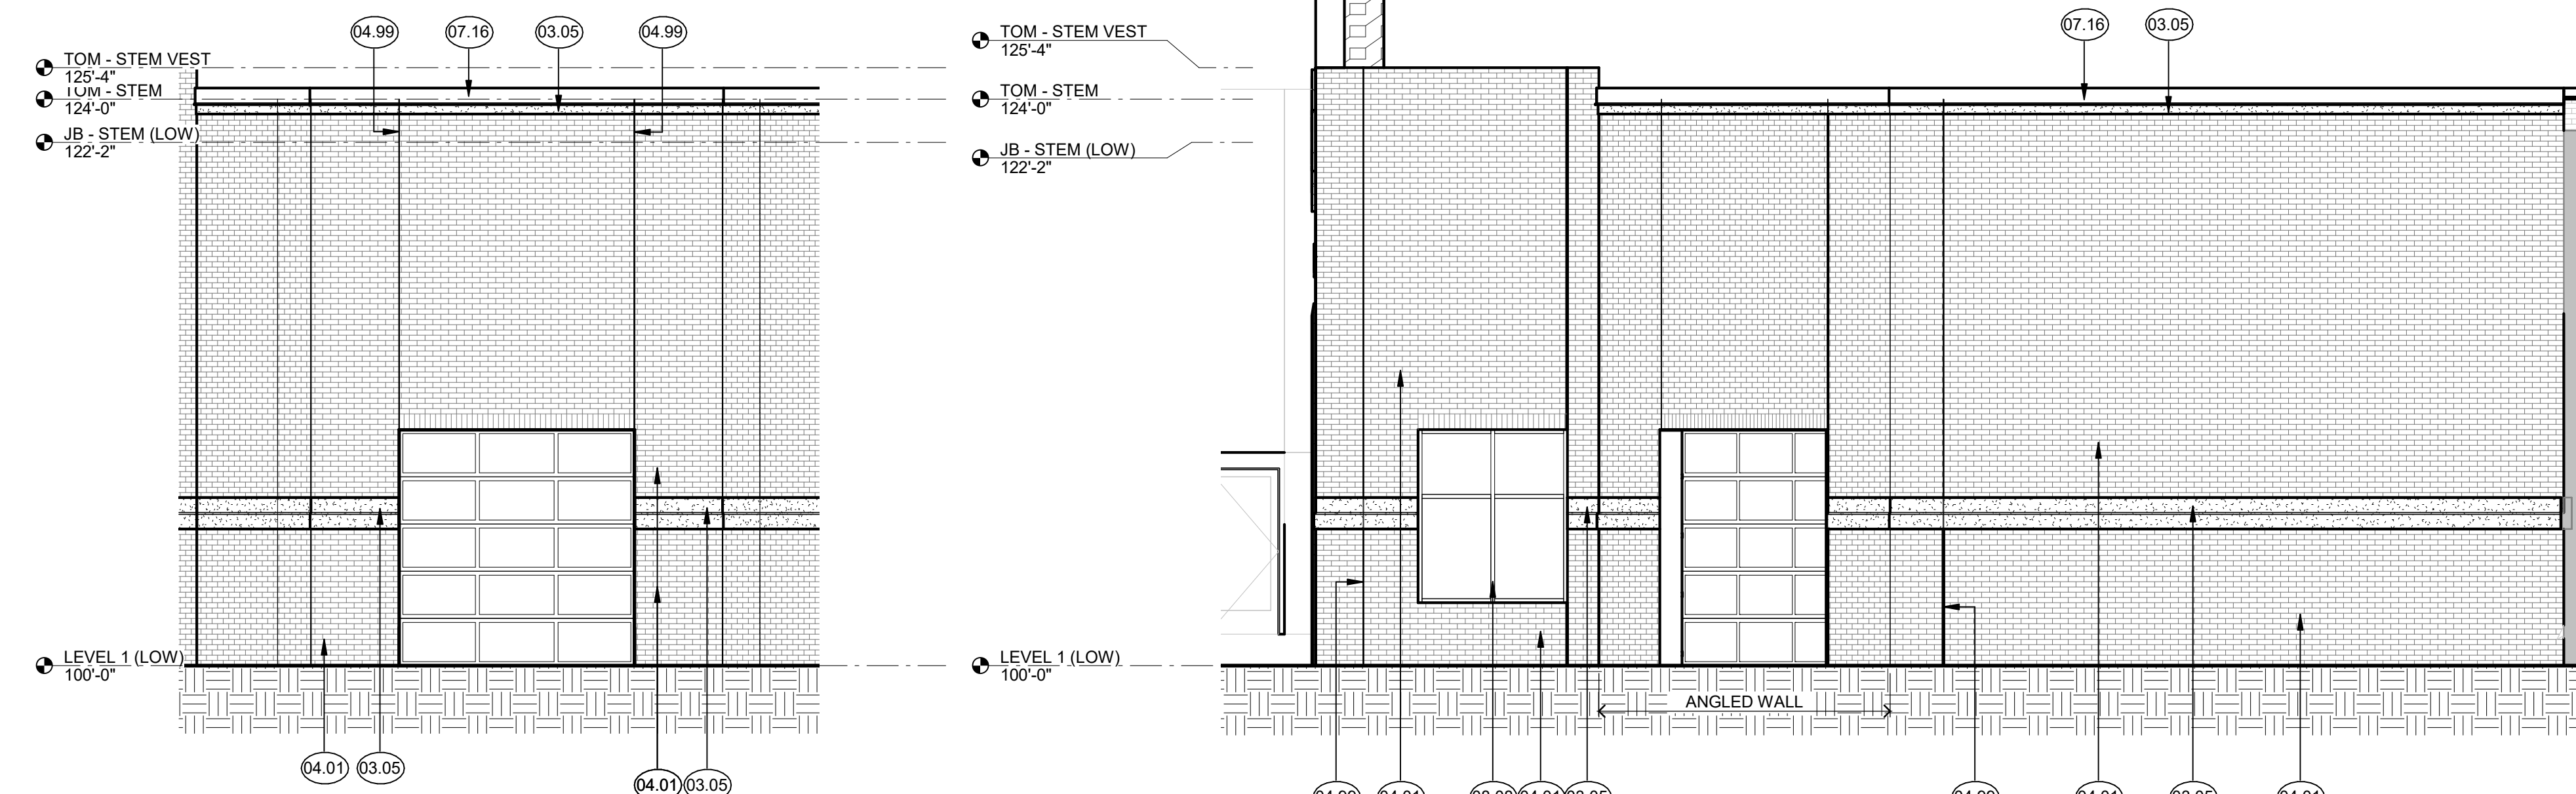 04.99
07.16
03.05
04.99
TOM - STEM VEST
125'-4"
TOM - STEM
124'-0"
JB - STEM (LOW)
122'-2"
LEVEL 1 (LOW)
100'-0"
04.01
03.05
04.01
03.05
07.16
03.05
TOM - STEM VEST
125'-4"
TOM - STEM
124'-0"
JB - STEM (LOW)
122'-2"
LEVEL 1 (LOW)
100'-0"
ANGLED WALL